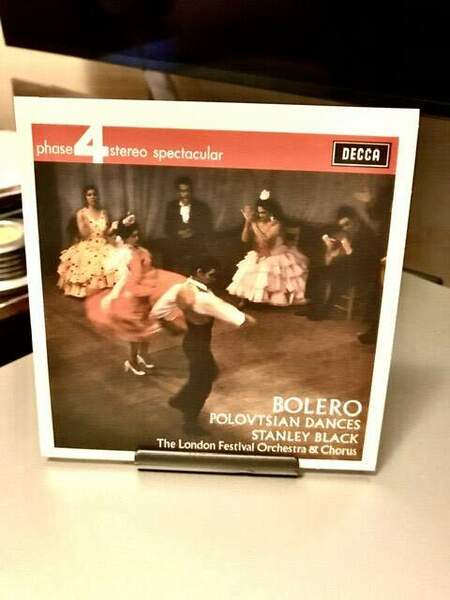 phase 4 stereo spectacular
DECCA
BOLERO
POLOVTSIAN DANCES
STANLEY BLACK
The London Festival Orchestra & Chorus